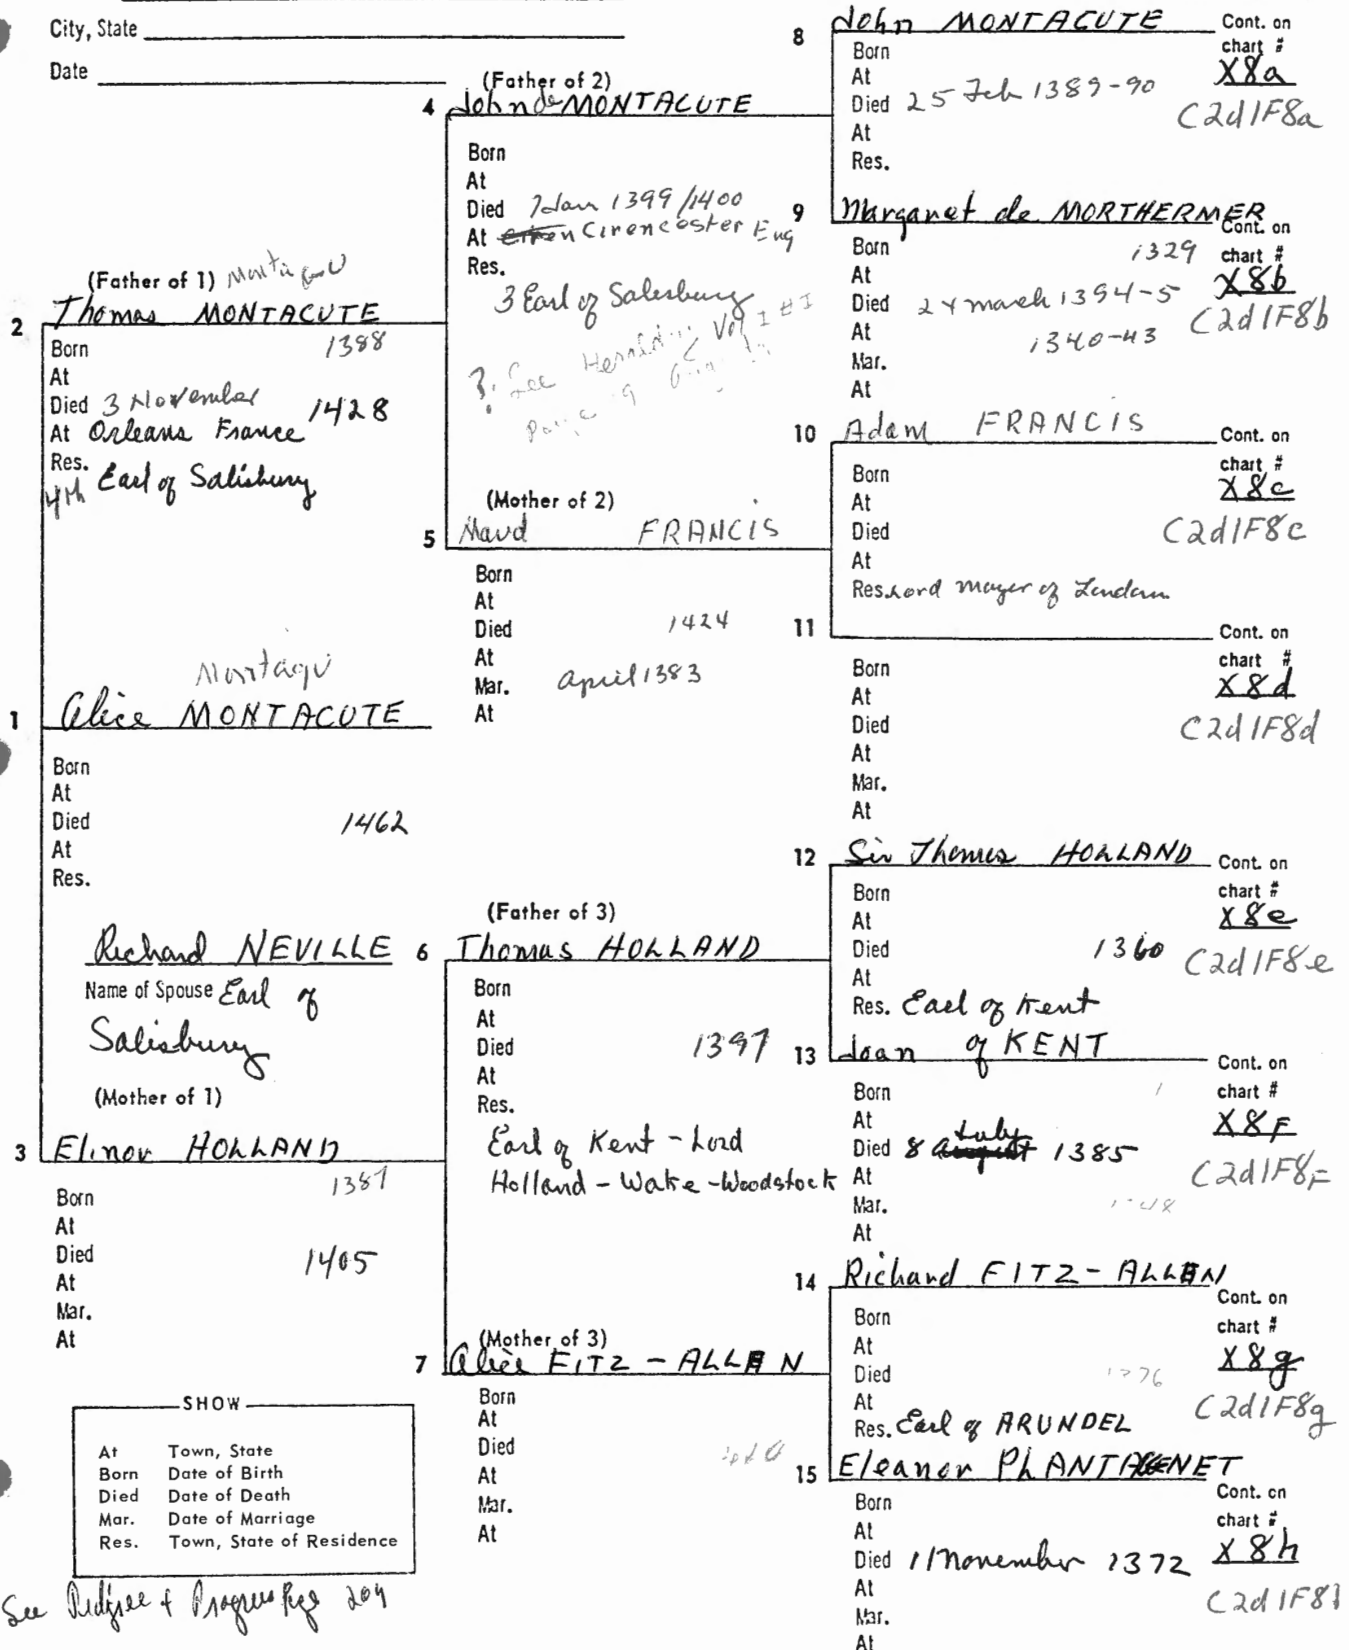 City, State
Date
1
Montaqu
Alice MONTACUTE
Born
At
Died 1462
At
Res.
Richard NEVILLE
Name of Spouse Earl of
Salisbury
(Father of 1)
2
Thomas MONTACUTE
Born 1388
At
Died 3 November 1428
At Orleans France
Res. Earl of Salisbury
4th
(Mother of 1)
3
Elinor HOLLAND
Born 1387
At
Died 1405
At
Mar.
At
(Father of 2)
4
John de MONTACUTE
Born
At
Died 7 Jan 1399/1400
At Cirencester Eng
Res.
3 Earl of Salesbury
? See Vol I #I
(Mother of 2)
5
Maud FRANCIS
Born
At
Died 1424
At
Mar. April 1383
At
(Father of 3)
6
Thomas HOLLAND
Born
At
Died 1397
At
Res.
Earl of Kent - Lord
Holland - Wake - Woodstock
(Mother of 3)
7
Alice FITZ - ALLEN
Born
At
Died
At
Mar.
At
8
John MONTACUTE
Born
At
Died 25 Feb 1389-90
At
Res.
Cont. on
chart #
X8a
C2d1F8a
9
Margaret de MORTHERMER
Born 1329
At
Died 24 march 1394-5
At 1340-43
Mar.
At
Cont. on
chart #
X8b
C2d1F8b
10
Adam FRANCIS
Born
At
Died
At
Res. Lord Mayer of London
Cont. on
chart #
X8c
C2d1F8c
11
Born
At
Died
At
Mar.
At
Cont. on
chart #
X8d
C2d1F8d
12
Sir Thomas HOLLAND
Born
At
Died 1360
At
Res. Earl of Kent
Cont. on
chart #
X8e
C2d1F8e
13
Joan of KENT
Born
At
Died 8 August July 1385
At
Mar.
At
Cont. on
chart #
X8F
C2d1F8F
14
Richard FITZ-ALLEN
Born
At
Died
At
Res. Earl of ARUNDEL
Cont. on
chart #
X8g
C2d1F8g
15
Eleanor PLANTAGENET
Born
At
Died 11 November 1372
At
Mar.
At
Cont. on
chart #
X8h
SHOW
At Town, State
Born Date of Birth
Died Date of Death
Mar. Date of Marriage
Res. Town, State of Residence
See Pedigree & Progress Page 209